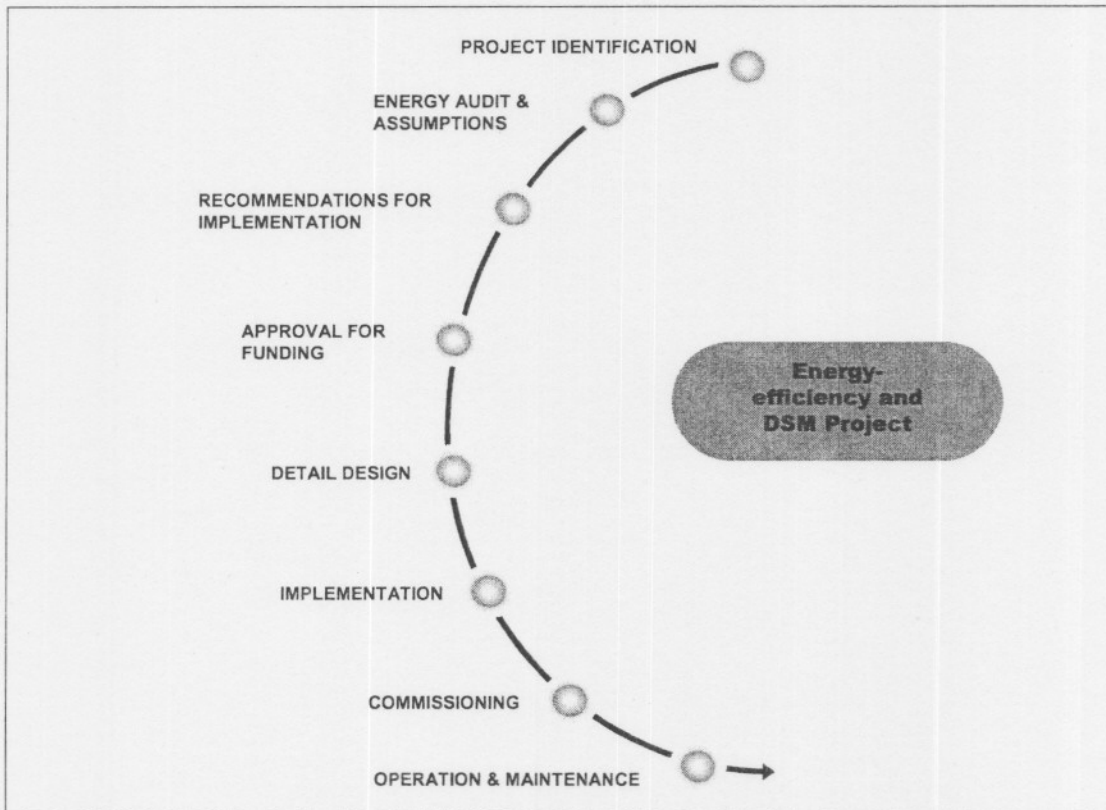 PROJECT IDENTIFICATION
ENERGY AUDIT &
ASSUMPTIONS
RECOMMENDATIONS FOR
IMPLEMENTATION
APPROVAL FOR
FUNDING
Energy-
efficiency and
DSM Project
DETAIL DESIGN
IMPLEMENTATION
COMMISSIONING
OPERATION & MAINTENANCE